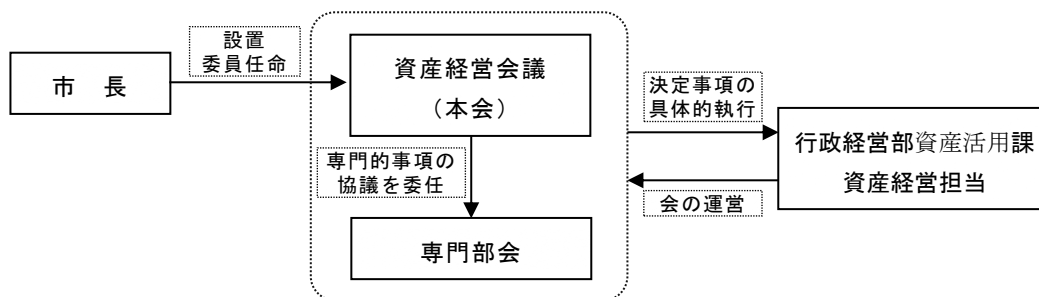 市 長
設置
委員任命
資産経営会議
（本会）
専門的事項の
協議を委任
専門部会
決定事項の
具体的執行
会の運営
行政経営部資産活用課
資産経営担当